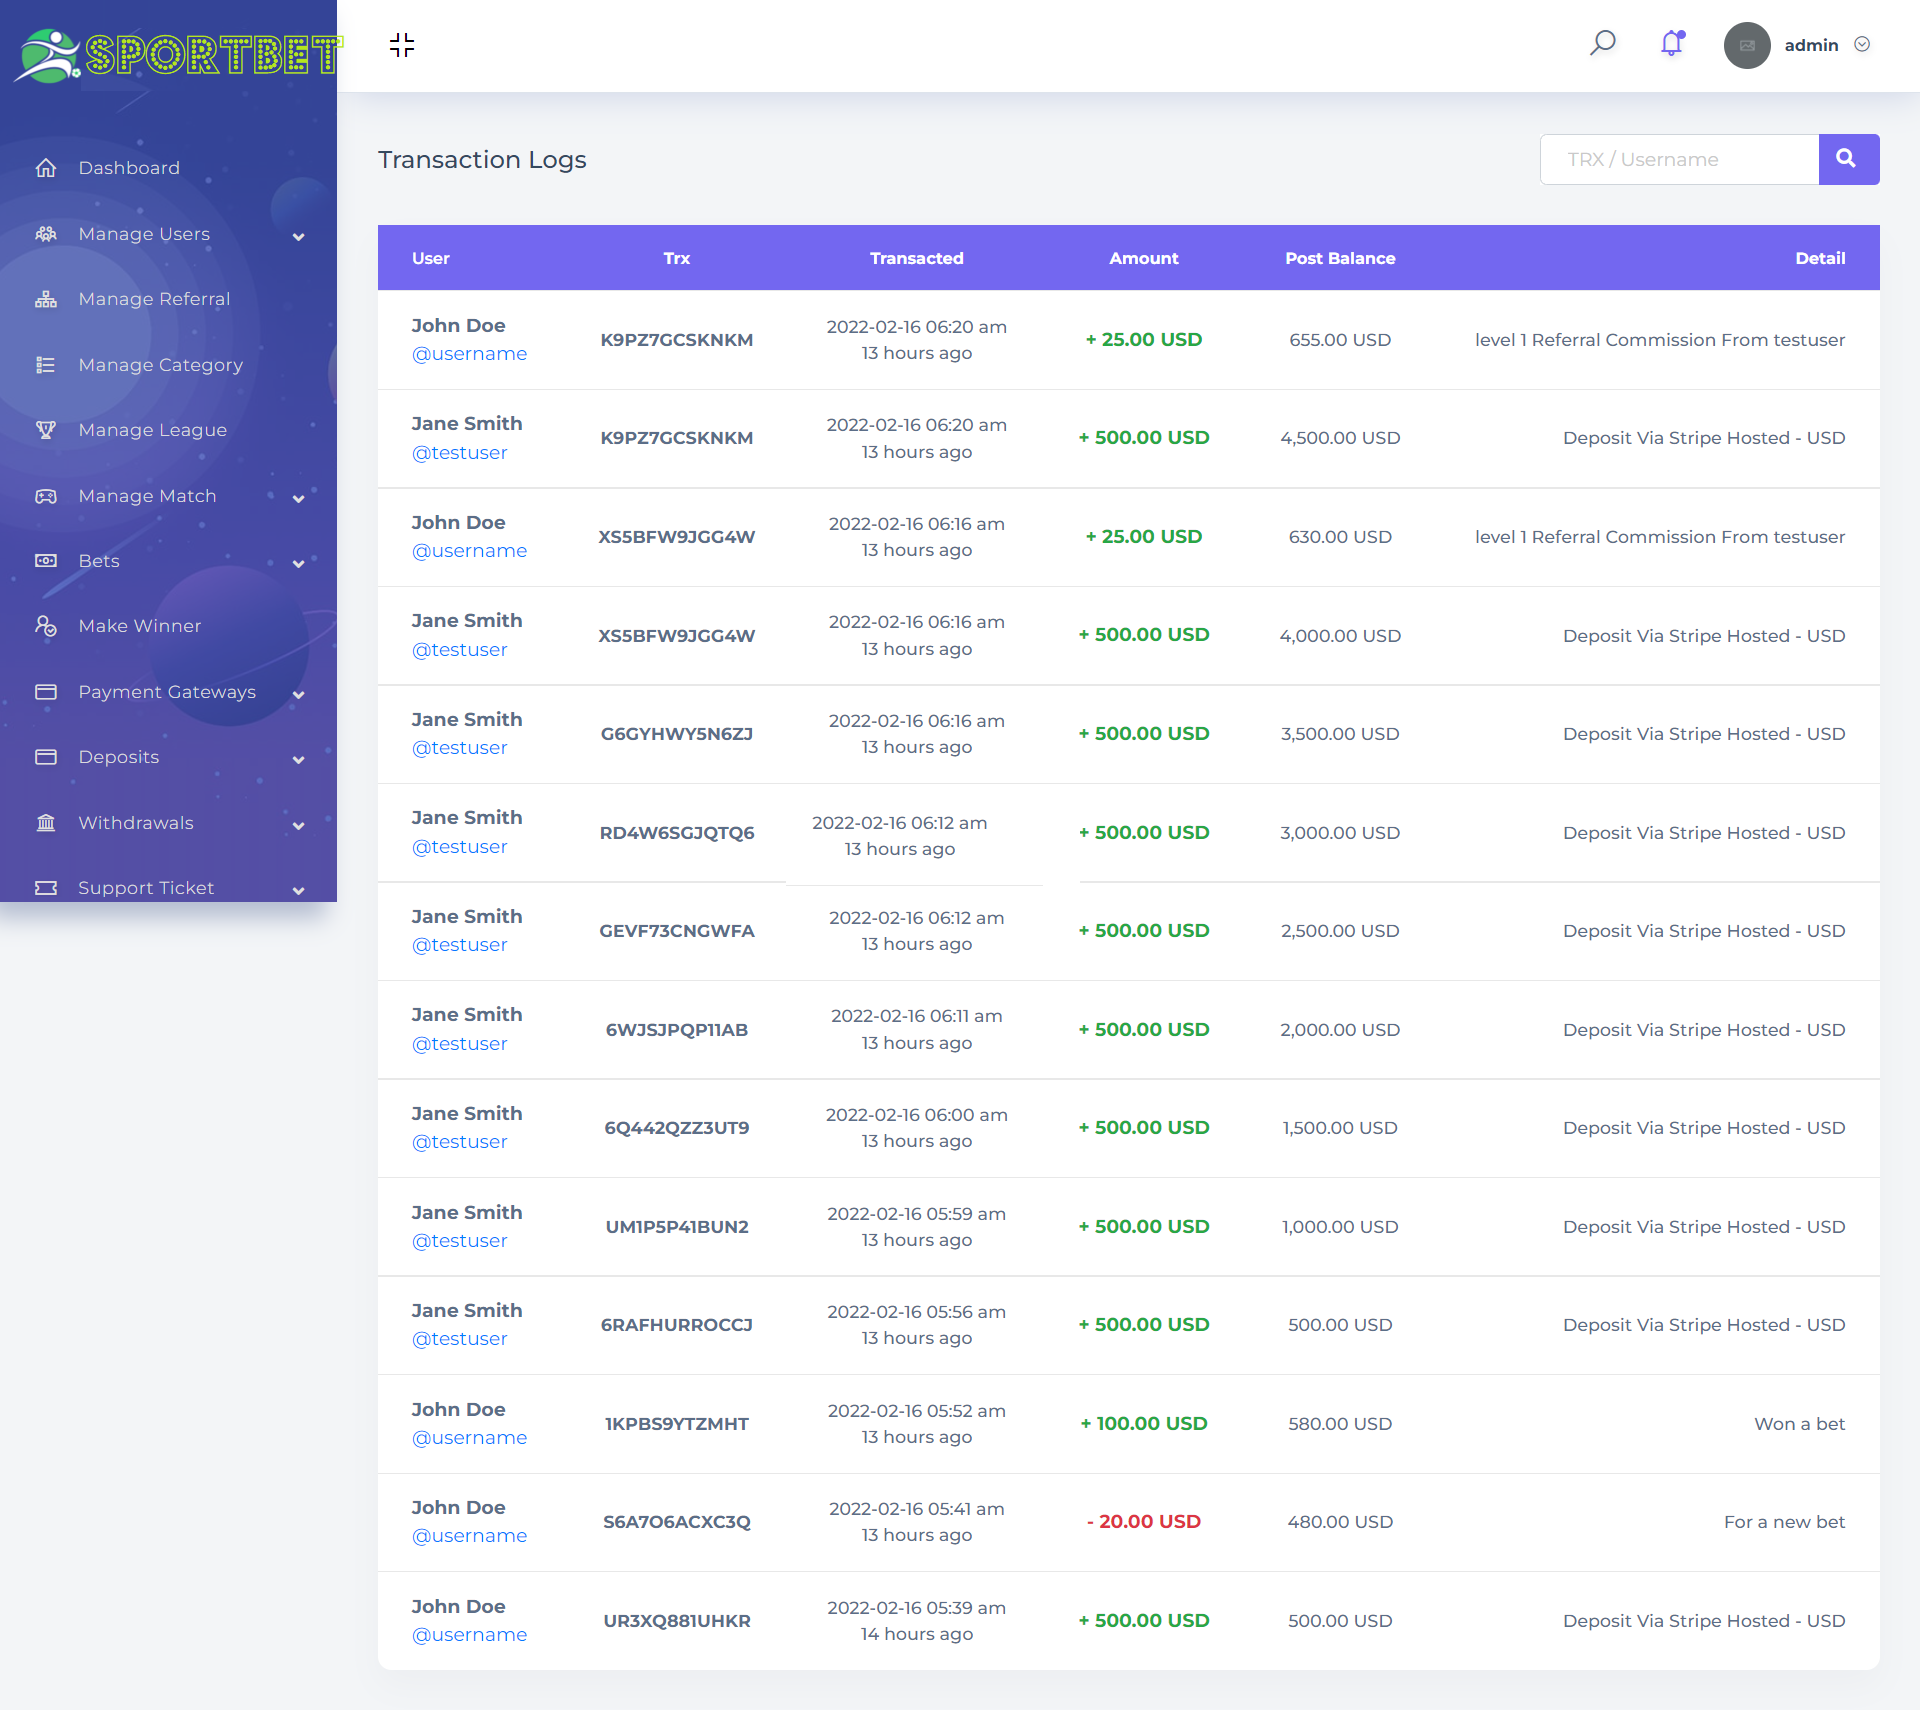 SPORTBET
admin
Dashboard
Manage Users
Manage Referral
Manage Category
Manage League
Manage Match
Bets
Make Winner
Payment Gateways
Deposits
Withdrawals
Support Ticket
Transaction Logs
TRX / Username
User Trx Transacted Amount Post Balance Detail
John Doe
@username
K9PZ7GCSKNKM
2022-02-16 06:20 am
13 hours ago
+ 25.00 USD
655.00 USD
level 1 Referral Commission From testuser
Jane Smith
@testuser
K9PZ7GCSKNKM
2022-02-16 06:20 am
13 hours ago
+ 500.00 USD
4,500.00 USD
Deposit Via Stripe Hosted - USD
John Doe
@username
XS5BFW9JGG4W
2022-02-16 06:16 am
13 hours ago
+ 25.00 USD
630.00 USD
level 1 Referral Commission From testuser
Jane Smith
@testuser
XS5BFW9JGG4W
2022-02-16 06:16 am
13 hours ago
+ 500.00 USD
4,000.00 USD
Deposit Via Stripe Hosted - USD
Jane Smith
@testuser
G6GYHWY5N6ZJ
2022-02-16 06:16 am
13 hours ago
+ 500.00 USD
3,500.00 USD
Deposit Via Stripe Hosted - USD
Jane Smith
@testuser
RD4W6SGJQTQ6
2022-02-16 06:12 am
13 hours ago
+ 500.00 USD
3,000.00 USD
Deposit Via Stripe Hosted - USD
Jane Smith
@testuser
GEVF73CNGWFA
2022-02-16 06:12 am
13 hours ago
+ 500.00 USD
2,500.00 USD
Deposit Via Stripe Hosted - USD
Jane Smith
@testuser
6WJSJPQP11AB
2022-02-16 06:11 am
13 hours ago
+ 500.00 USD
2,000.00 USD
Deposit Via Stripe Hosted - USD
Jane Smith
@testuser
6Q442QZZ3UT9
2022-02-16 06:00 am
13 hours ago
+ 500.00 USD
1,500.00 USD
Deposit Via Stripe Hosted - USD
Jane Smith
@testuser
UM1P5P41BUN2
2022-02-16 05:59 am
13 hours ago
+ 500.00 USD
1,000.00 USD
Deposit Via Stripe Hosted - USD
Jane Smith
@testuser
6RAFHURROCCJ
2022-02-16 05:56 am
13 hours ago
+ 500.00 USD
500.00 USD
Deposit Via Stripe Hosted - USD
John Doe
@username
1KPBS9YTZMHT
2022-02-16 05:52 am
13 hours ago
+ 100.00 USD
580.00 USD
Won a bet
John Doe
@username
S6A7O6ACXC3Q
2022-02-16 05:41 am
13 hours ago
- 20.00 USD
480.00 USD
For a new bet
John Doe
@username
UR3XQ881UHKR
2022-02-16 05:39 am
14 hours ago
+ 500.00 USD
500.00 USD
Deposit Via Stripe Hosted - USD